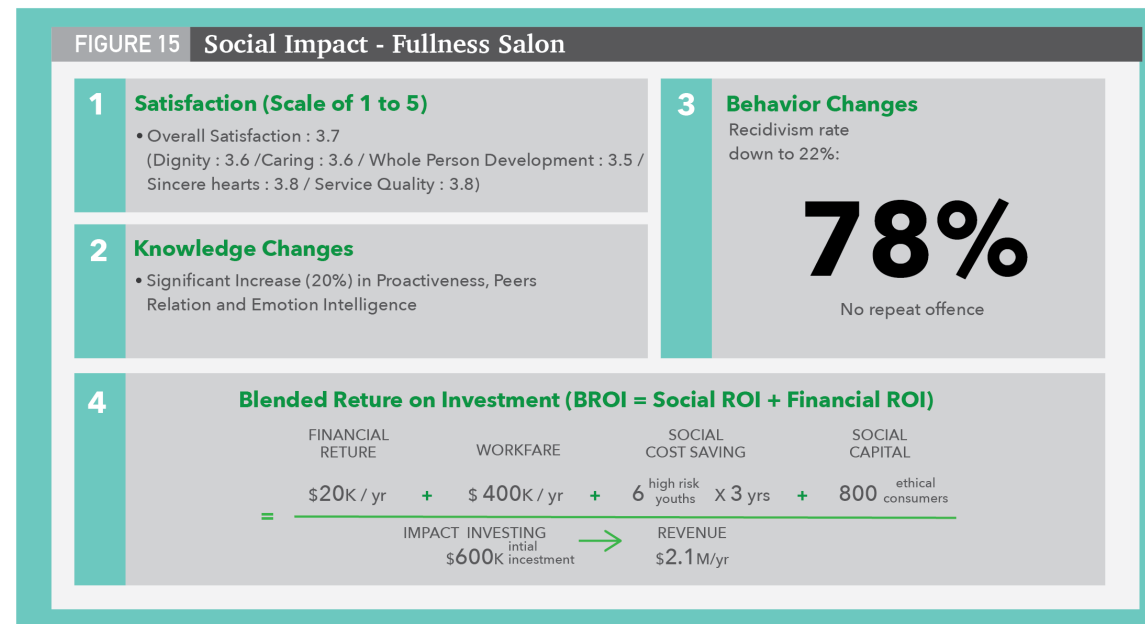 FIGURE 15 Social Impact - Fullness Salon
1 Satisfaction (Scale of 1 to 5)
• Overall Satisfaction : 3.7
(Dignity : 3.6 /Caring : 3.6 / Whole Person Development : 3.5 /
Sincere hearts : 3.8 / Service Quality : 3.8)
2 Knowledge Changes
• Significant Increase (20%) in Proactiveness, Peers
Relation and Emotion Intelligence
3 Behavior Changes
Recidivism rate
down to 22%:
78%
No repeat offence
4 Blended Reture on Investment (BROI = Social ROI + Financial ROI)
FINANCIAL
RETURE
WORKFARE
SOCIAL
COST SAVING
SOCIAL
CAPITAL
= $20K / yr + $ 400K / yr + 6 high risk youths X 3 yrs + 800 ethical consumers
IMPACT INVESTING
$600K intial incestment
→
REVENUE
$2.1M/yr